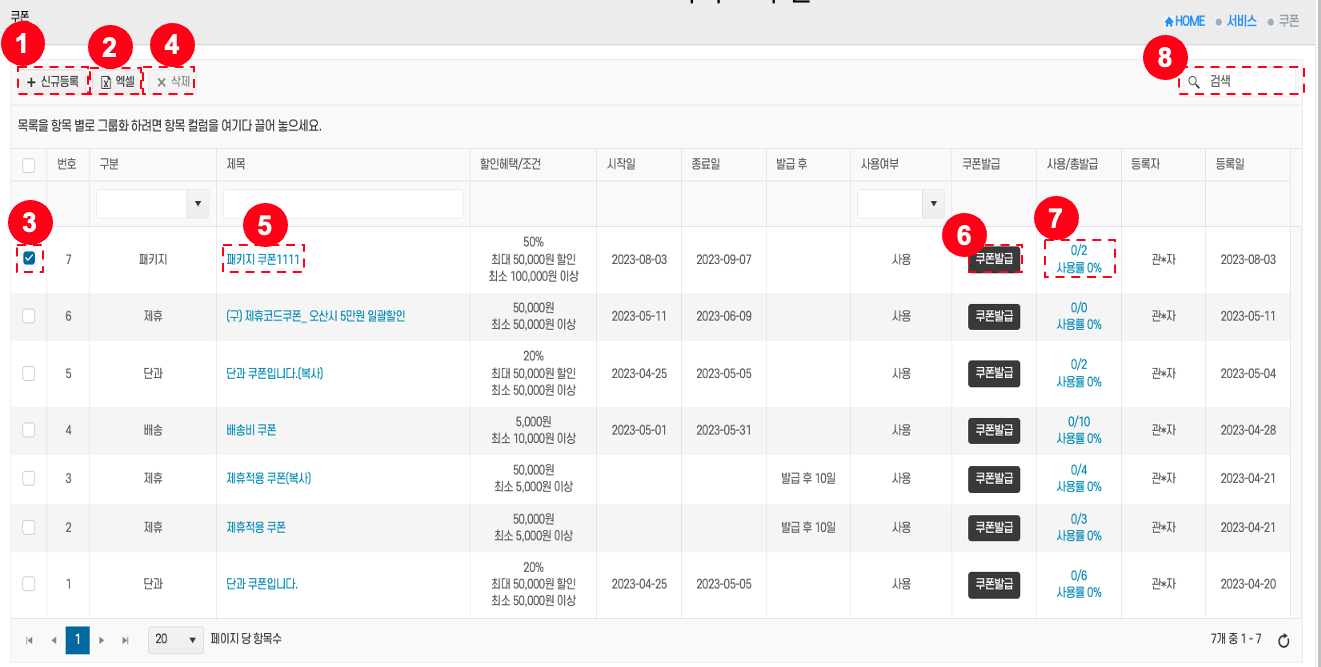 쿠폰
HOME 서비스 쿠폰
1
2
4
8
+ 신규등록 엑셀 × 삭제 검색
목록을 항목 별로 그룹화 하려면 항목 컬럼을 여기다 끌어 놓으세요.
번호 구분 제목 할인혜택/조건 시작일 종료일 발급 후 사용여부 쿠폰발급 사용/총발급 등록자 등록일
3
5
6
7
50%
7 패키지 패키지 쿠폰1111 최대 50,000원 할인 2023-08-03 2023-09-07 사용 쿠폰발급 0/2 관*자 2023-08-03
최소 100,000원 이상 사용률 0%
50,000원 0/0
6 제휴 (구) 제휴코드쿠폰_ 오산시 5만원 일괄할인 2023-05-11 2023-06-09 사용 쿠폰발급 관*자 2023-05-11
최소 50,000원 이상 사용률 0%
20% 0/2
5 단과 단과 쿠폰입니다.(복사) 최대 50,000원 할인 2023-04-25 2023-05-05 사용 쿠폰발급 관*자 2023-05-04
최소 50,000원 이상 사용률 0%
5,000원 0/10
4 배송 배송비 쿠폰 2023-05-01 2023-05-31 사용 쿠폰발급 관*자 2023-04-28
최소 10,000원 이상 사용률 0%
50,000원 0/4
3 제휴 제휴적용 쿠폰(복사) 발급 후 10일 사용 쿠폰발급 관*자 2023-04-21
최소 5,000원 이상 사용률 0%
50,000원 0/3
2 제휴 제휴적용 쿠폰 발급 후 10일 사용 쿠폰발급 관*자 2023-04-21
최소 5,000원 이상 사용률 0%
20% 0/6
1 단과 단과 쿠폰입니다. 최대 50,000원 할인 2023-04-25 2023-05-05 사용 쿠폰발급 관*자 2023-04-20
최소 50,000원 이상 사용률 0%
1 20 페이지 당 항목수 7개 중 1 - 7